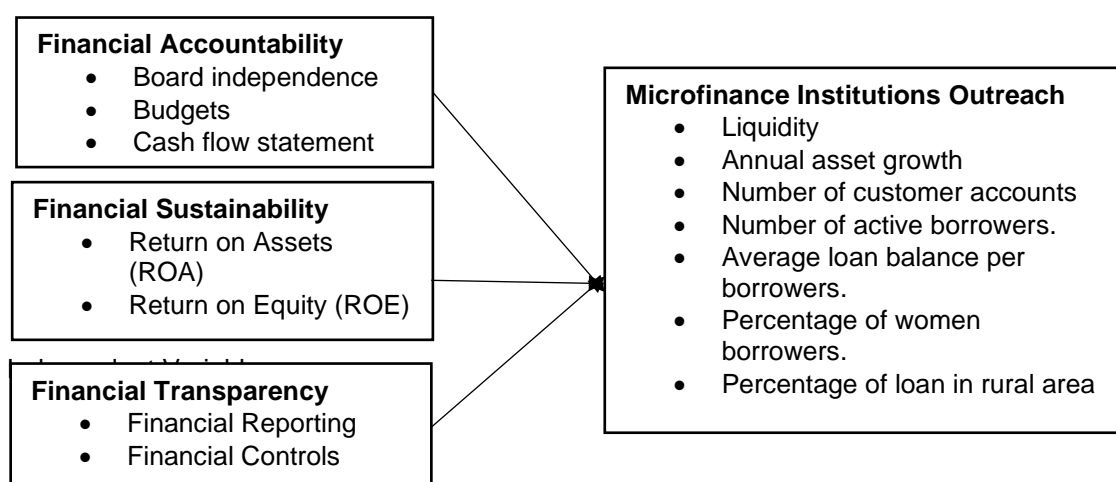 Financial Accountability
• Board independence
• Budgets
• Cash flow statement
Financial Sustainability
• Return on Assets
(ROA)
• Return on Equity (ROE)
Financial Transparency
• Financial Reporting
• Financial Controls
Microfinance Institutions Outreach
• Liquidity
• Annual asset growth
• Number of customer accounts
• Number of active borrowers.
• Average loan balance per
borrowers.
• Percentage of women
borrowers.
• Percentage of loan in rural area